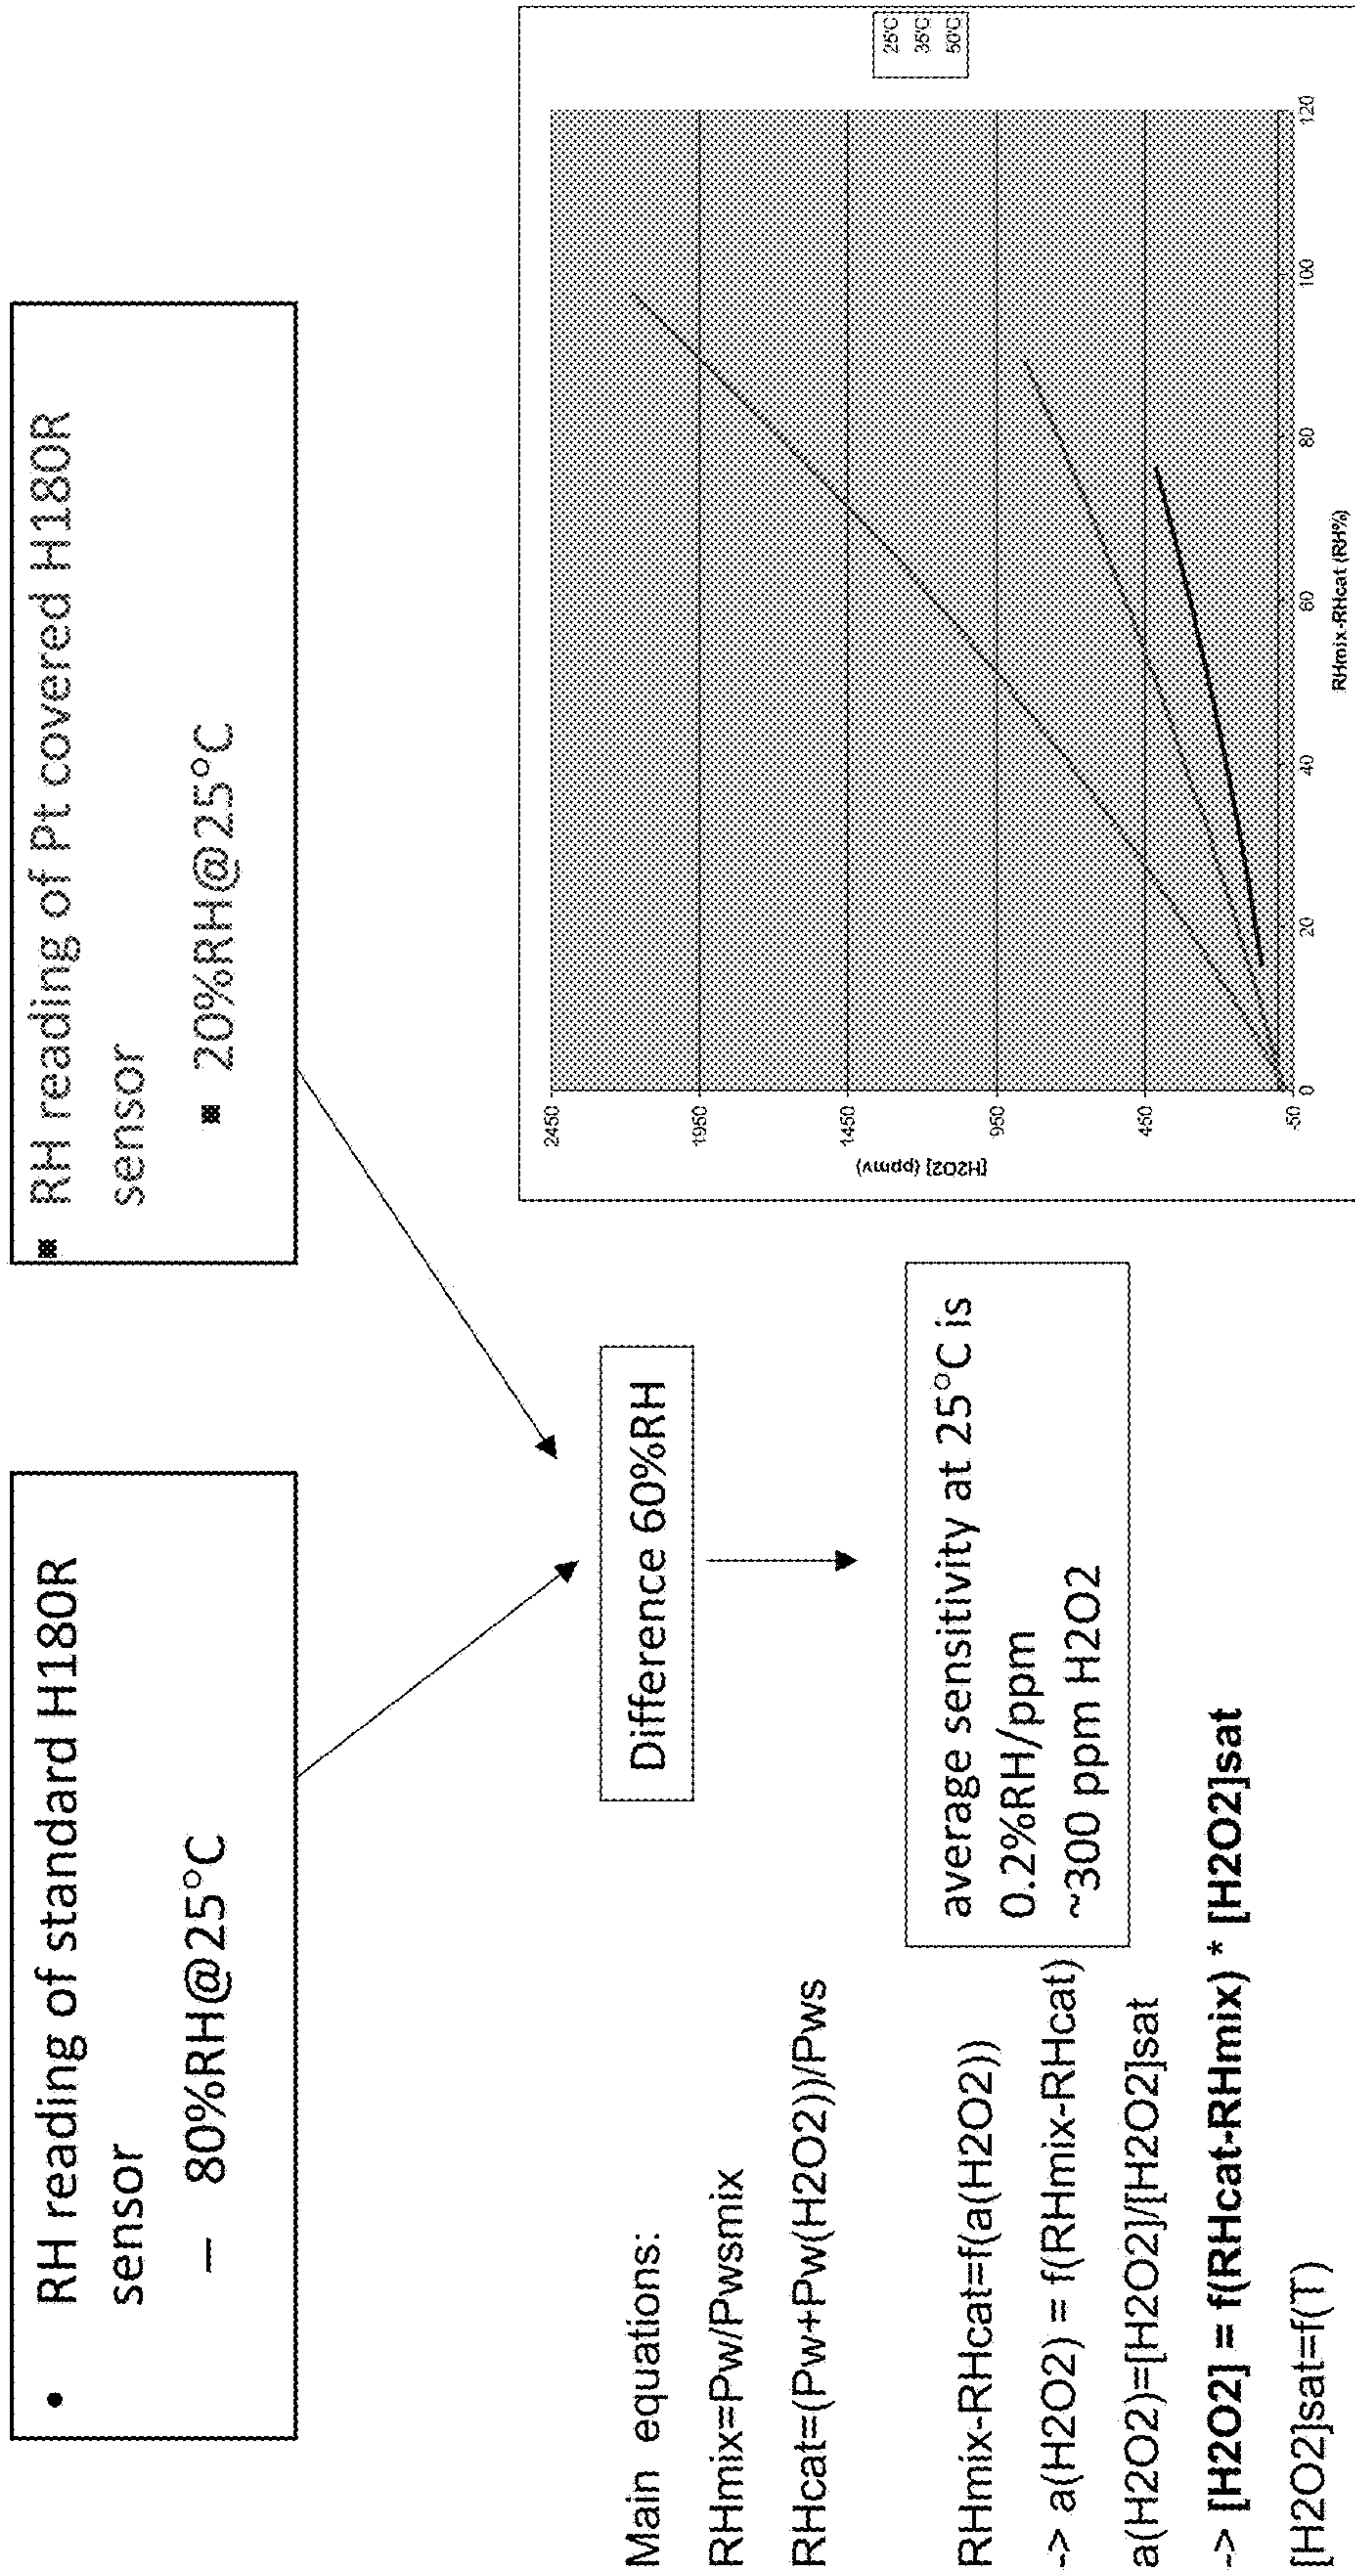 • RH reading of standard H180R
sensor
– 80%RH@25°C
▪ RH reading of Pt covered H180R
sensor
▪ 20%RH@25°C
Difference 60%RH
average sensitivity at 25°C is
0.2%RH/ppm
~300 ppm H2O2
Main equations:
RHmix=Pw/Pwsmix
RHcat=(Pw+Pw(H2O2))/Pws
RHmix-RHcat=f(a(H2O2))
-> a(H2O2) = f(RHmix-RHcat)
a(H2O2)=[H2O2]/[H2O2]sat
-> [H2O2] = f(RHcat-RHmix) * [H2O2]sat
[H2O2]sat=f(T)
[H2O2] (ppmv)
2450
1950
1450
950
450
-50
0 20 40 60 80 100 120
RHmix-RHcat (RH%)
25°C
35°C
50°C